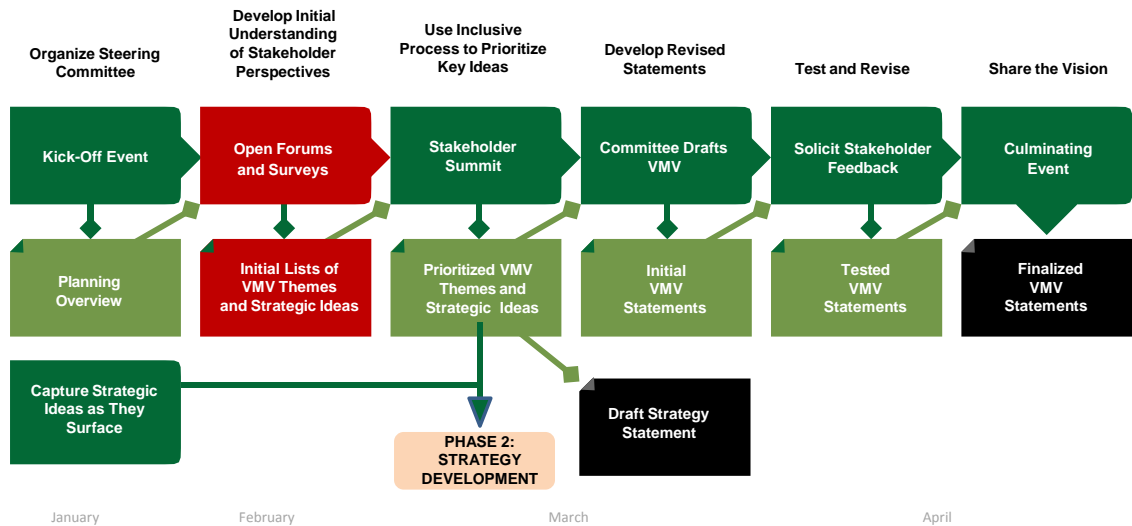 Organize Steering
Committee
Develop Initial
Understanding
of Stakeholder
Perspectives
Use Inclusive
Process to Prioritize
Key Ideas
Develop Revised
Statements
Test and Revise
Share the Vision
Kick-Off Event
Open Forums
and Surveys
Stakeholder
Summit
Committee Drafts
VMV
Solicit Stakeholder
Feedback
Culminating
Event
Planning
Overview
Initial Lists of
VMV Themes
and Strategic Ideas
Prioritized VMV
Themes and
Strategic Ideas
Initial
VMV
Statements
Tested
VMV
Statements
Finalized
VMV
Statements
Capture Strategic
Ideas as They
Surface
PHASE 2:
STRATEGY
DEVELOPMENT
Draft Strategy
Statement
January
February
March
April